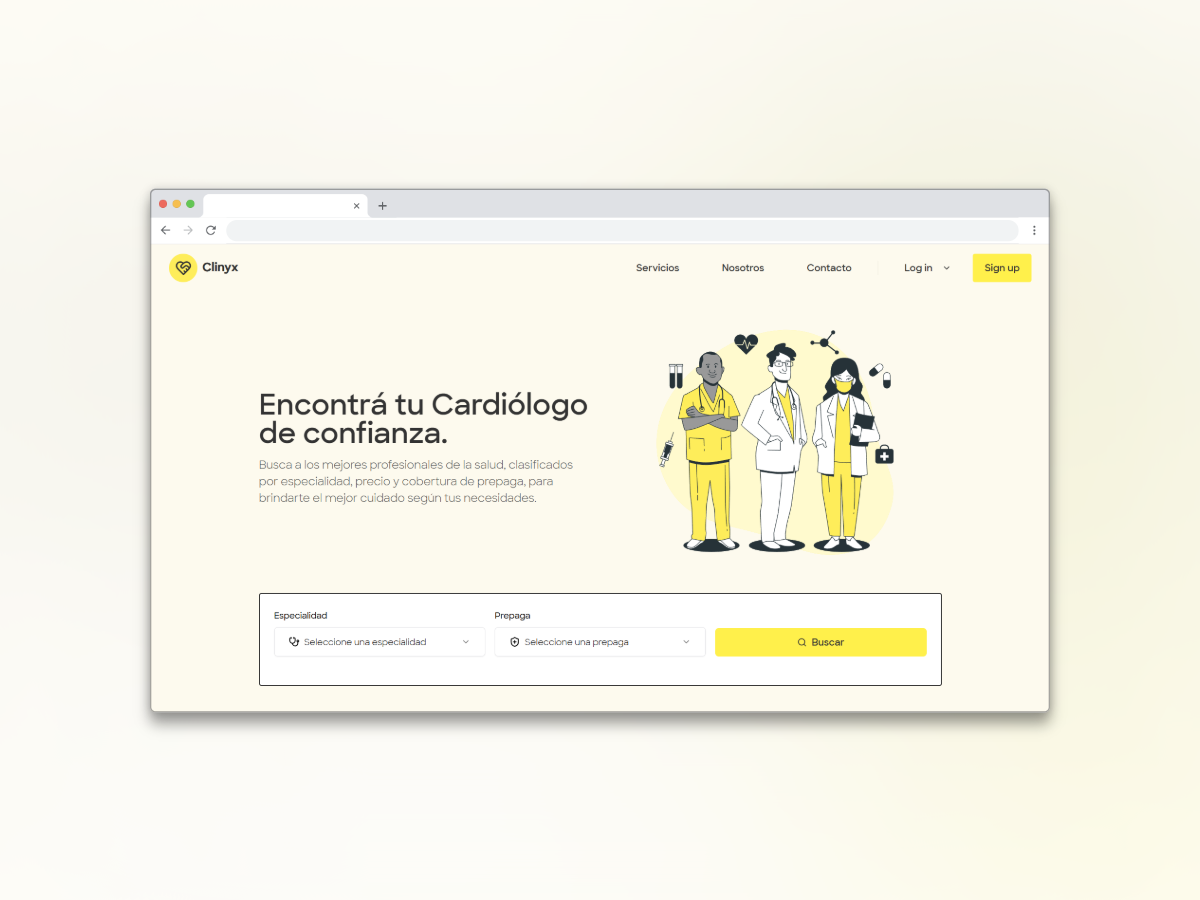 Clinyx
Servicios
Nosotros
Contacto
Log in
Sign up
Encontrá tu Cardiólogo
de confianza.
Busca a los mejores profesionales de la salud, clasificados
por especialidad, precio y cobertura de prepaga, para
brindarte el mejor cuidado según tus necesidades.
Especialidad
Prepaga
Seleccione una especialidad
Seleccione una prepaga
Buscar